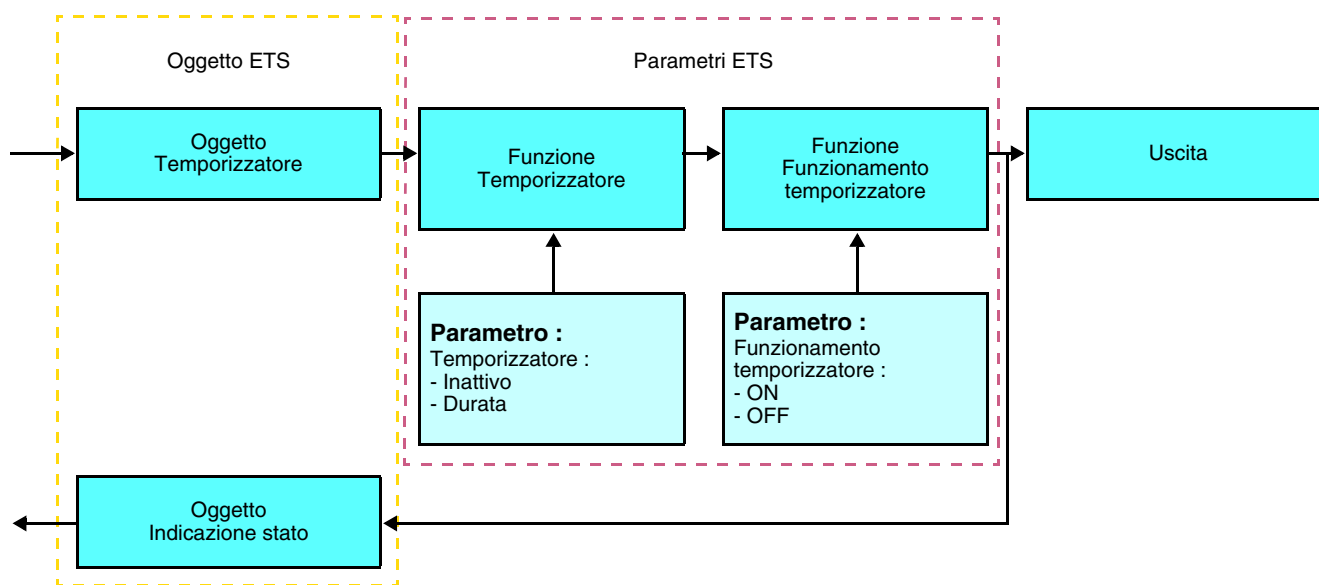 Oggetto ETS
Parametri ETS
Oggetto
Temporizzatore
Funzione
Temporizzatore
Funzione
Funzionamento
temporizzatore
Uscita
Parametro :
Temporizzatore :
- Inattivo
- Durata
Parametro :
Funzionamento
temporizzatore :
- ON
- OFF
Oggetto
Indicazione stato